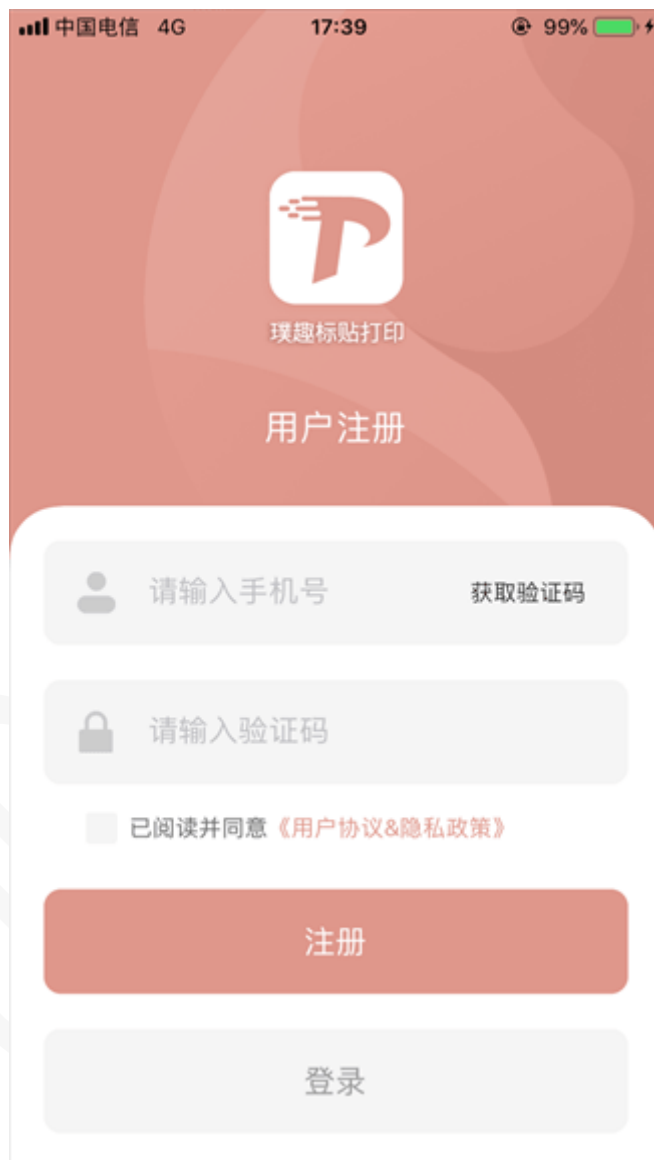 中国电信 4G 17:39 99%
璞趣标贴打印
用户注册
请输入手机号 获取验证码
请输入验证码
已阅读并同意《用户协议&隐私政策》
注册
登录